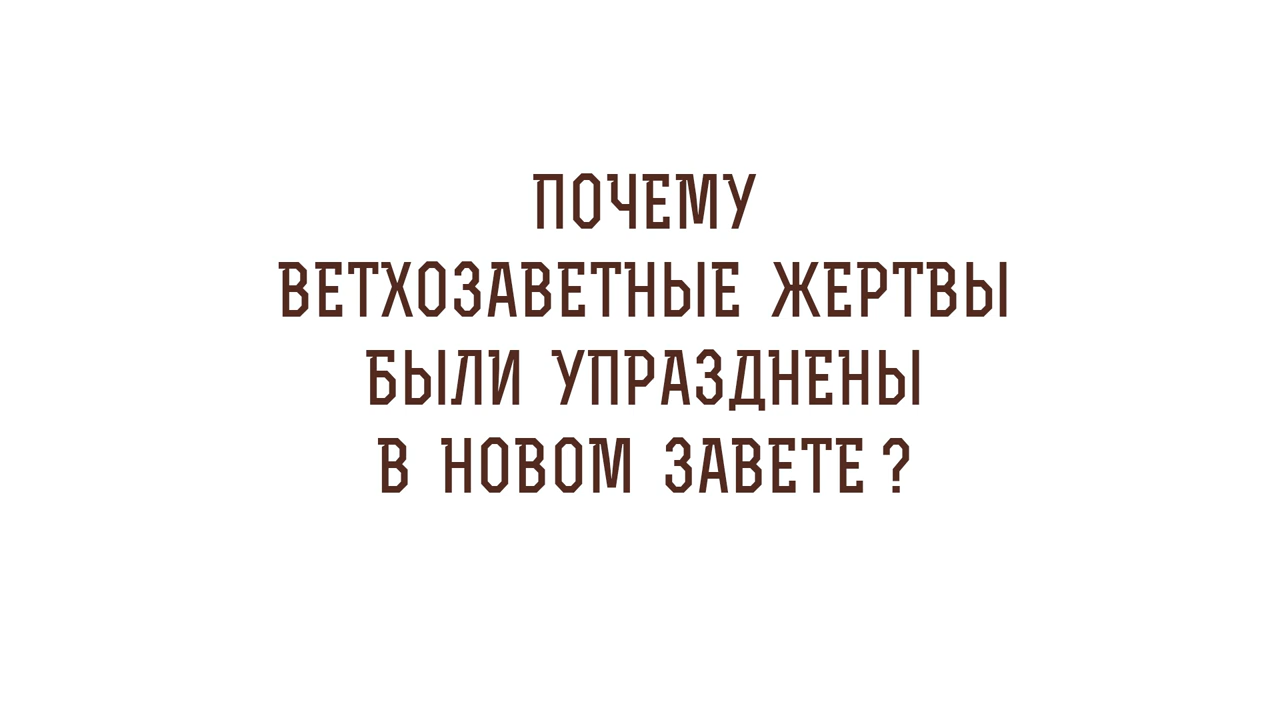 ПОЧЕМУ
ВЕТХОЗАВЕТНЫЕ ЖЕРТВЫ
БЫЛИ УПРАЗДНЕНЫ
В НОВОМ ЗАВЕТЕ ?